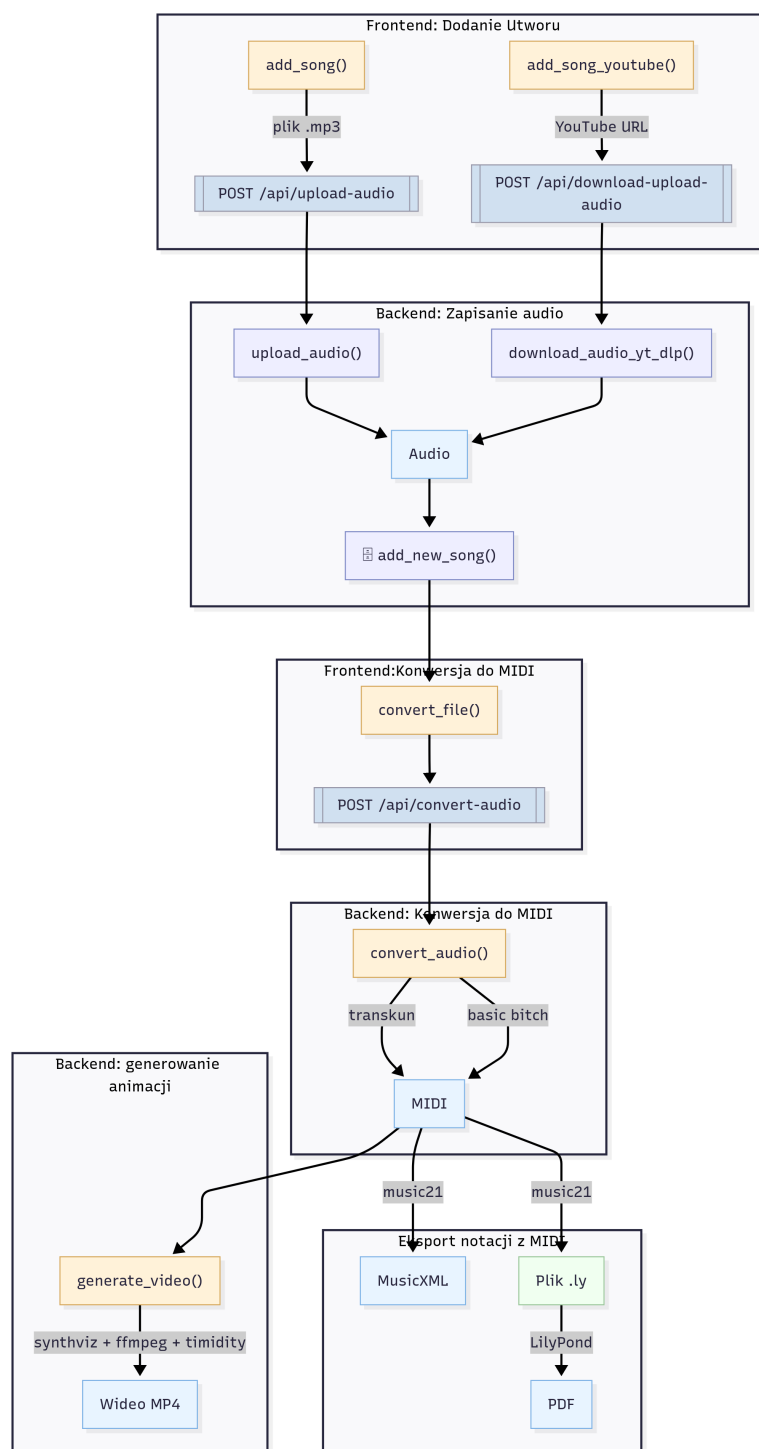 Frontend: Dodanie Utworu
add_song()
add_song_youtube()
plik .mp3
YouTube URL
POST /api/upload-audio
POST /api/download-upload-
audio
Backend: Zapisanie audio
upload_audio()
download_audio_yt_dlp()
Audio
🗄 add_new_song()
Frontend:Konwersja do MIDI
convert_file()
POST /api/convert-audio
Backend: Konwersja do MIDI
convert_audio()
transkun
basic bitch
Backend: generowanie
animacji
MIDI
music21
music21
Eksport notacji z MIDI
generate_video()
MusicXML
Plik .ly
synthviz + ffmpeg + timidity
LilyPond
Wideo MP4
PDF